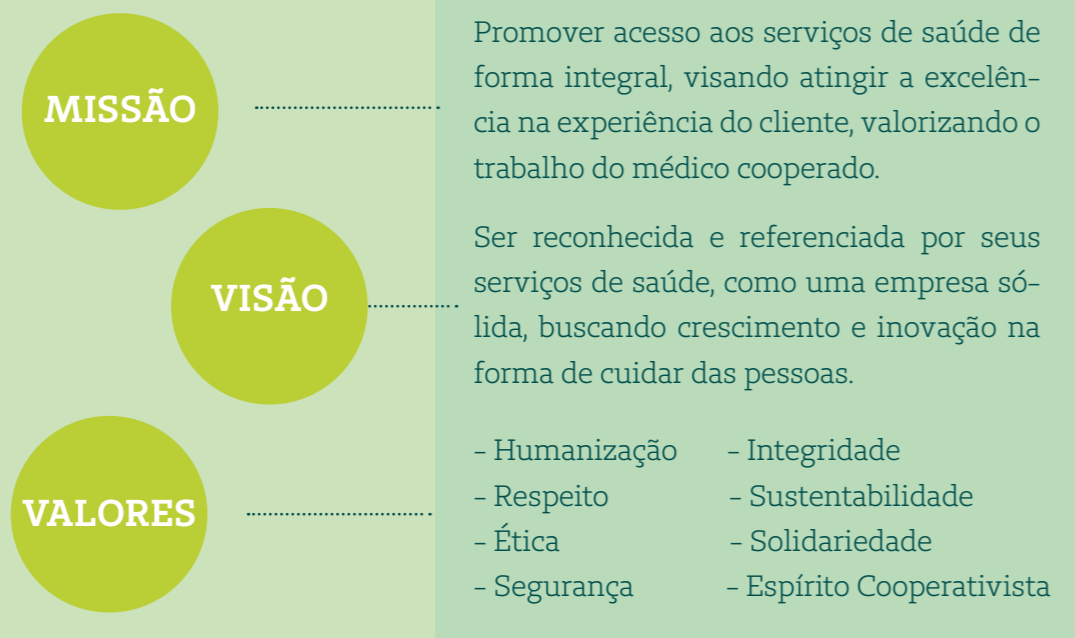 MISSÃO
Promover acesso aos serviços de saúde de
forma integral, visando atingir a excelên-
cia na experiência do cliente, valorizando o
trabalho do médico cooperado.
VISÃO
Ser reconhecida e referenciada por seus
serviços de saúde, como uma empresa só-
lida, buscando crescimento e inovação na
forma de cuidar das pessoas.
VALORES
– Humanização
– Respeito
– Ética
– Segurança
– Integridade
– Sustentabilidade
– Solidariedade
– Espírito Cooperativista